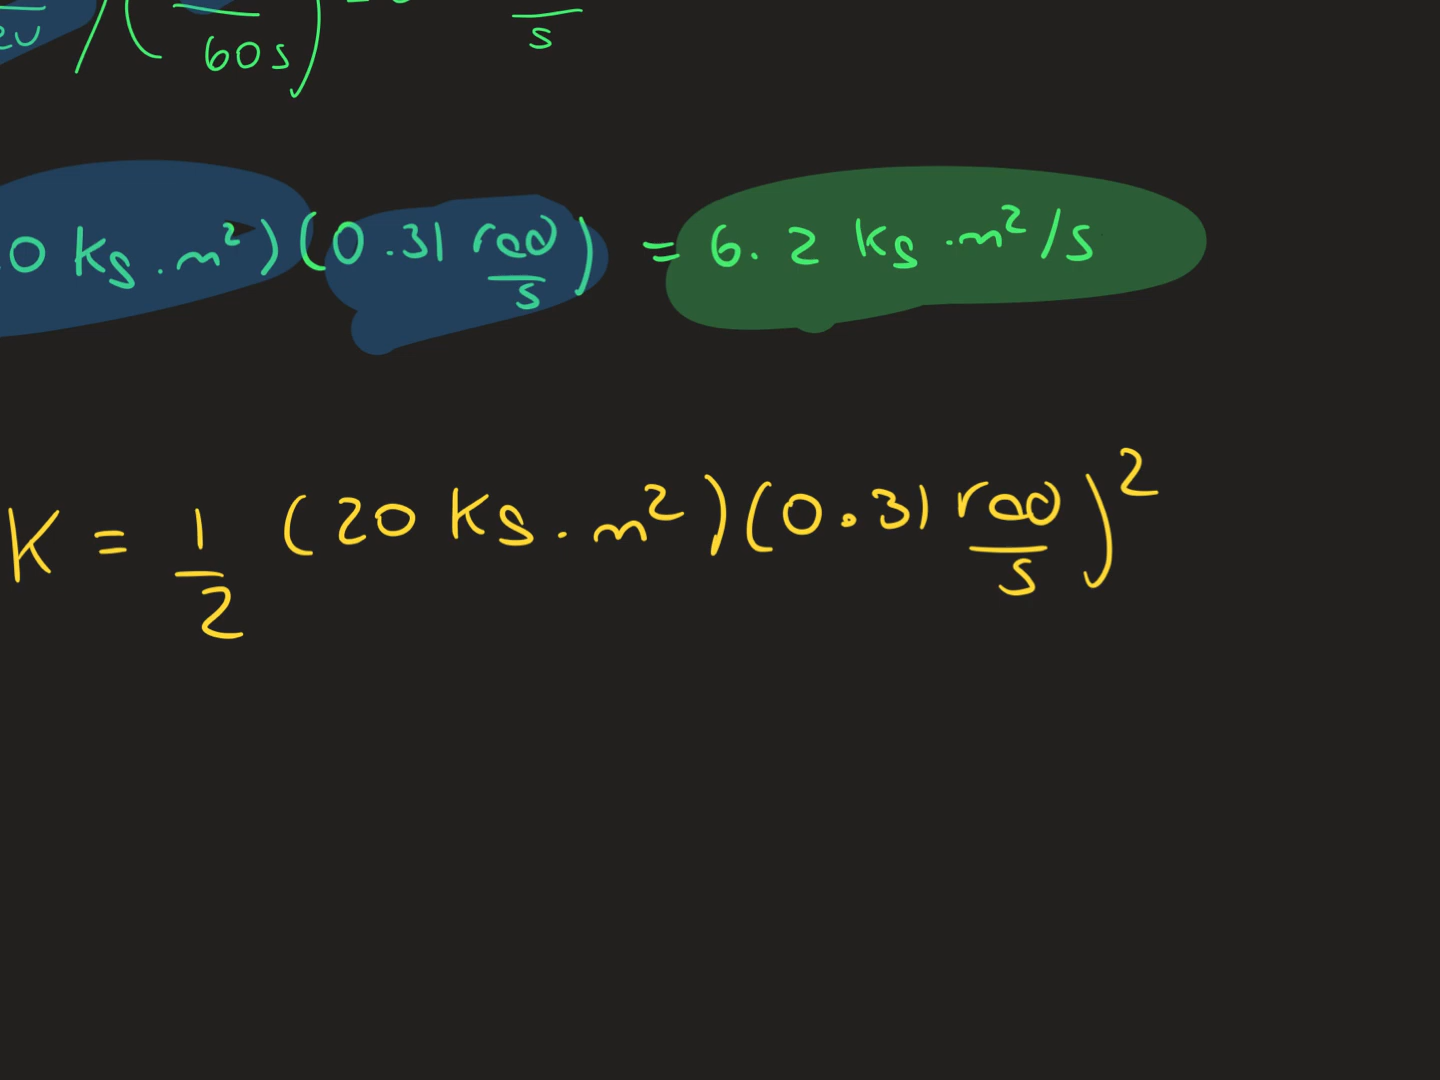 60s) s
0 kg.m²)(0.31 rad/s) = 6.2 kg.m²/s
K = 1/2 (20 kg.m²)(0.31 rad/s)²